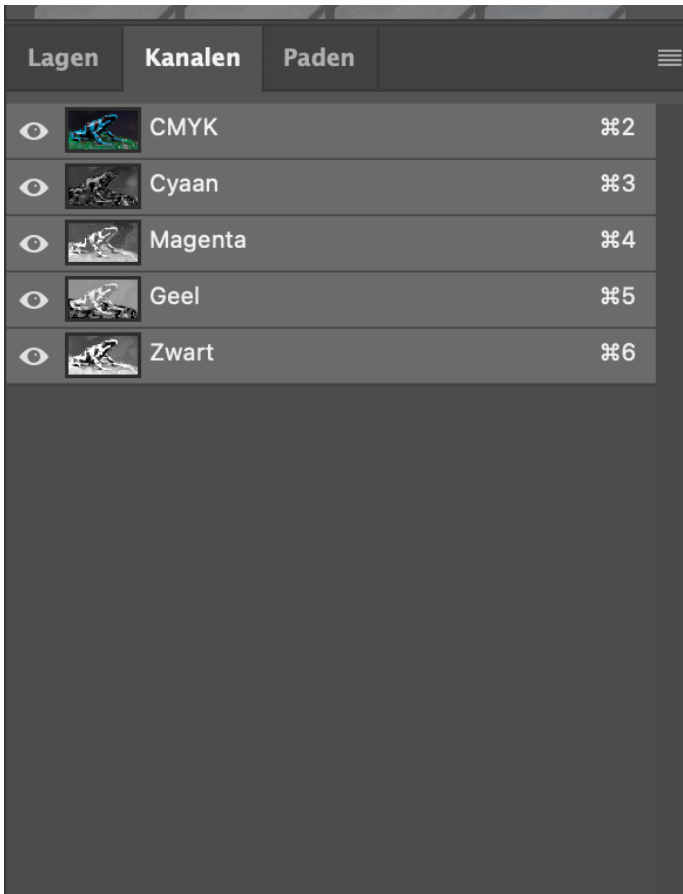 Lagen Kanalen Paden
CMYK ⌘2
Cyaan ⌘3
Magenta ⌘4
Geel ⌘5
Zwart ⌘6